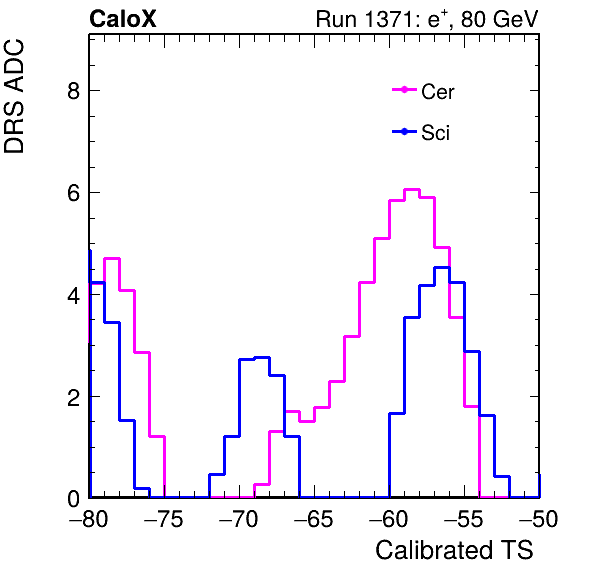 CaloX Run 1371: e⁺, 80 GeV
DRS ADC
8
6
4
2
0
Cer
Sci
−80 −75 −70 −65 −60 −55 −50
Calibrated TS